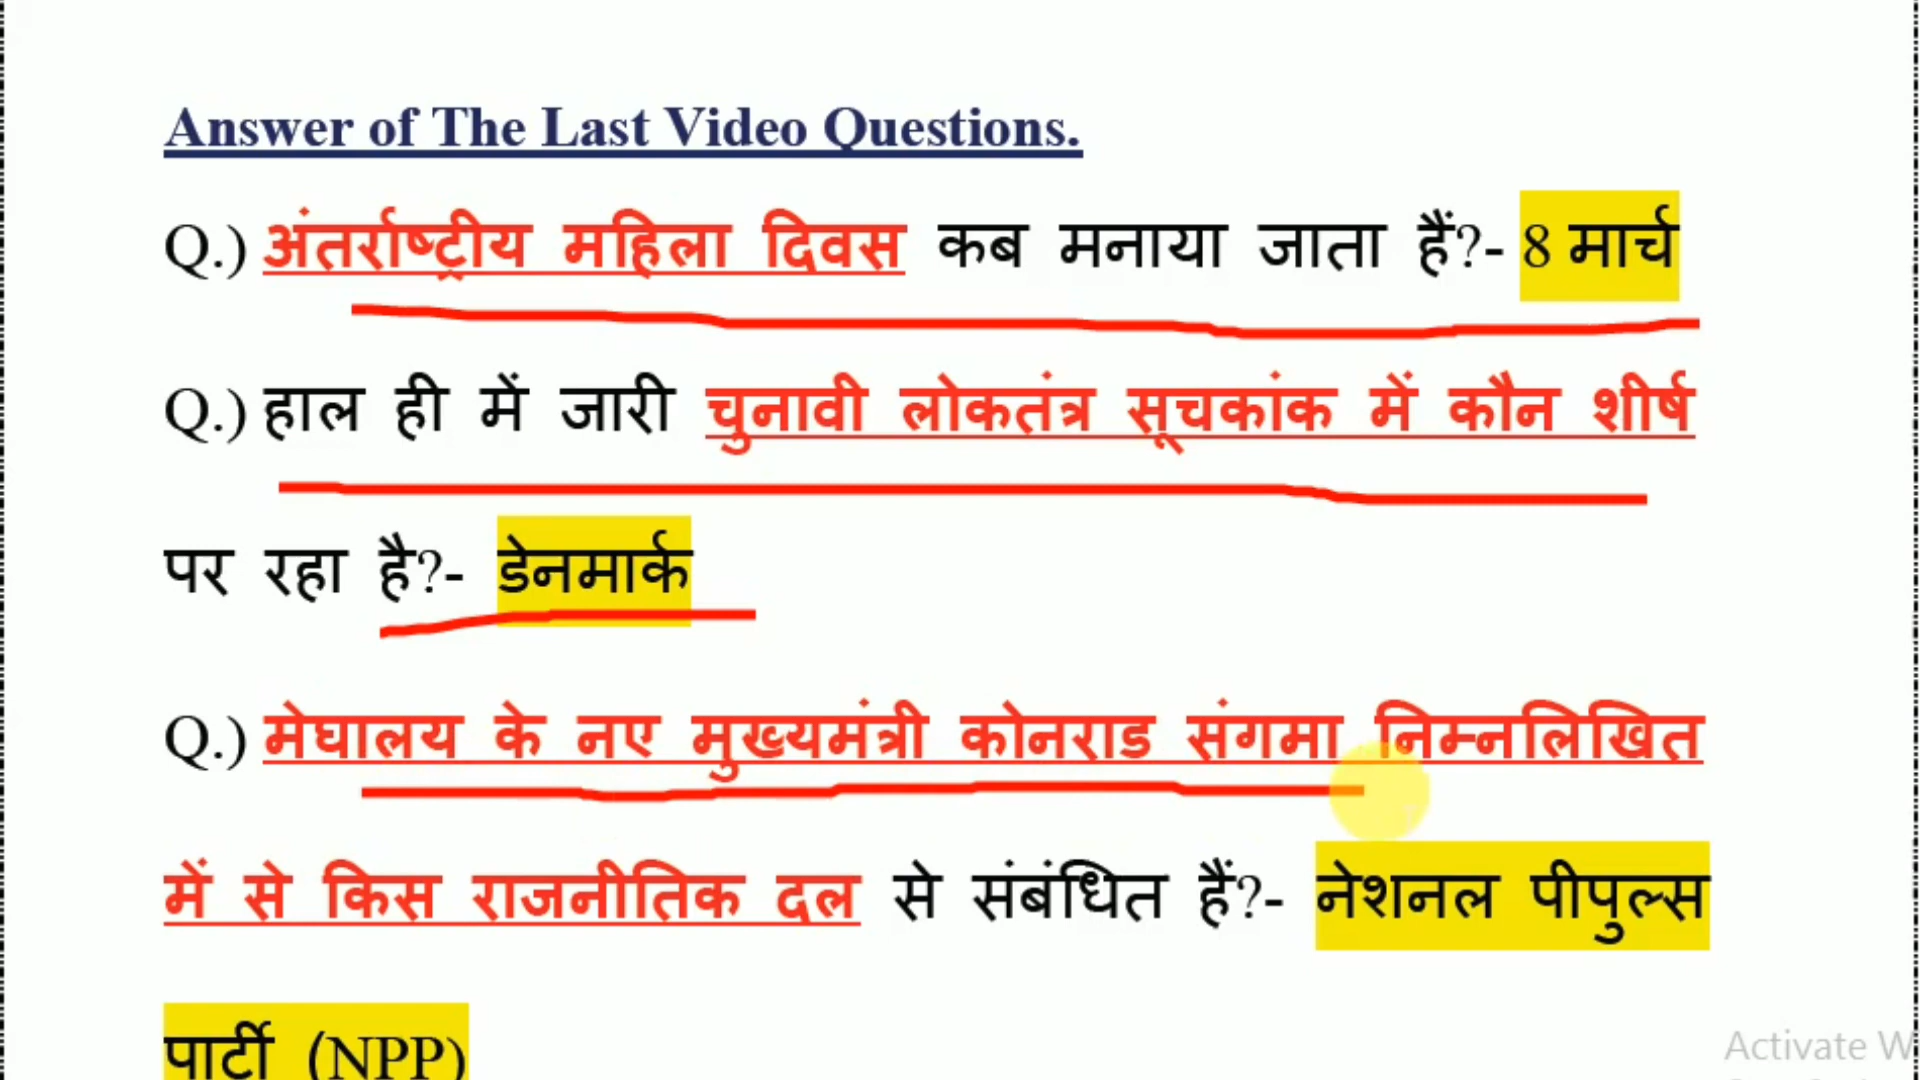 Answer of The Last Video Questions.
Q.) अंतर्राष्ट्रीय महिला दिवस कब मनाया जाता हैं?- 8 मार्च
Q.) हाल ही में जारी चुनावी लोकतंत्र सूचकांक में कौन शीर्ष
पर रहा है?- डेनमार्क
Q.) मेघालय के नए मुख्यमंत्री कोनराड संगमा निम्नलिखित
में से किस राजनीतिक दल से संबंधित हैं?- नेशनल पीपुल्स
पार्टी (NPP)
Activate W